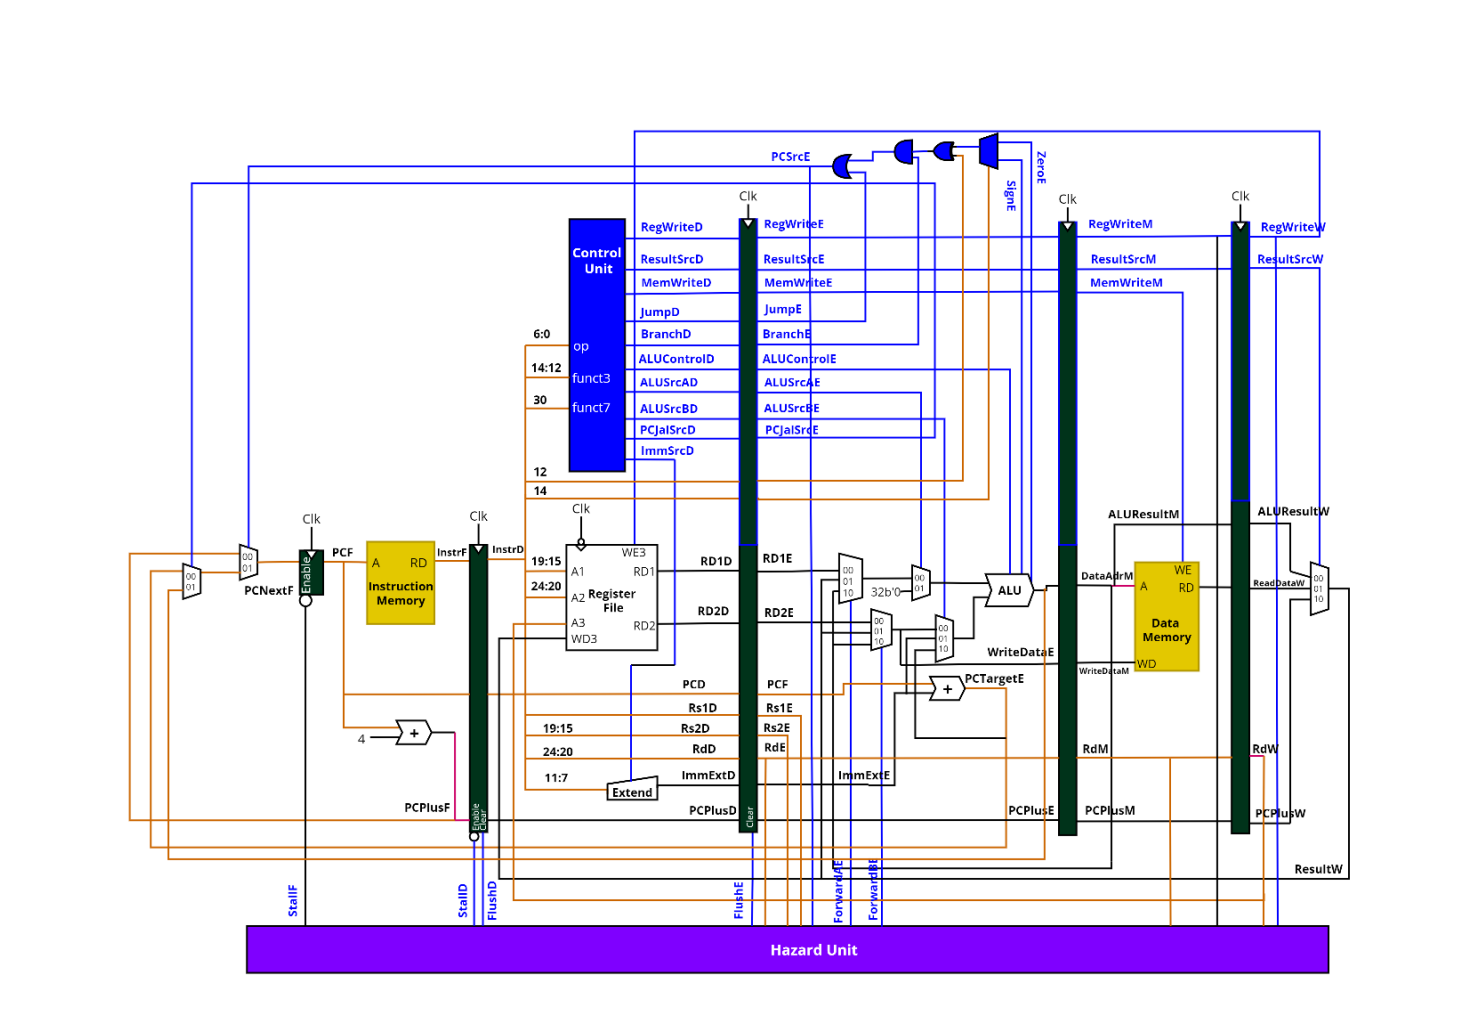 PCSrcE
ZeroE
SignE
Clk
Clk
Clk
RegWriteD
RegWriteE
RegWriteM
RegWriteW
Control
Unit
ResultSrcD
ResultSrcE
ResultSrcM
ResultSrcW
MemWriteD
MemWriteE
MemWriteM
JumpD
JumpE
6:0
op
BranchD
BranchE
14:12
funct3
ALUControlD
ALUControlE
ALUSrcAD
ALUSrcAE
30
funct7
ALUSrcBD
ALUSrcBE
PCJalSrcD
PCJalSrcE
ImmSrcD
12
14
Clk
Clk
Clk
ALUResultM
ALUResultW
PCF
InstrF
InstrD
Enable
A
RD
Instruction
Memory
PCNextF
00
01
00
01
19:15
24:20
WE3
A1
RD1
A2
Register
File
A3
RD2
WD3
RD1D
RD1E
RD2D
RD2E
00
01
10
00
01
32b'0
00
01
10
00
01
10
ALU
DataAdrM
WE
A
RD
Data
Memory
WD
ReadDataW
00
01
10
WriteDataE
WriteDataM
PCD
PCF
+
PCTargetE
Rs1D
Rs1E
19:15
Rs2D
Rs2E
4
+
24:20
RdD
RdE
RdM
RdW
11:7
Extend
ImmExtD
ImmExtE
PCPlusF
Enable
Clear
PCPlusD
Clear
PCPlusE
PCPlusM
PCPlusW
ResultW
StallF
StallD
FlushD
FlushE
ForwardAE
ForwardBE
Hazard Unit